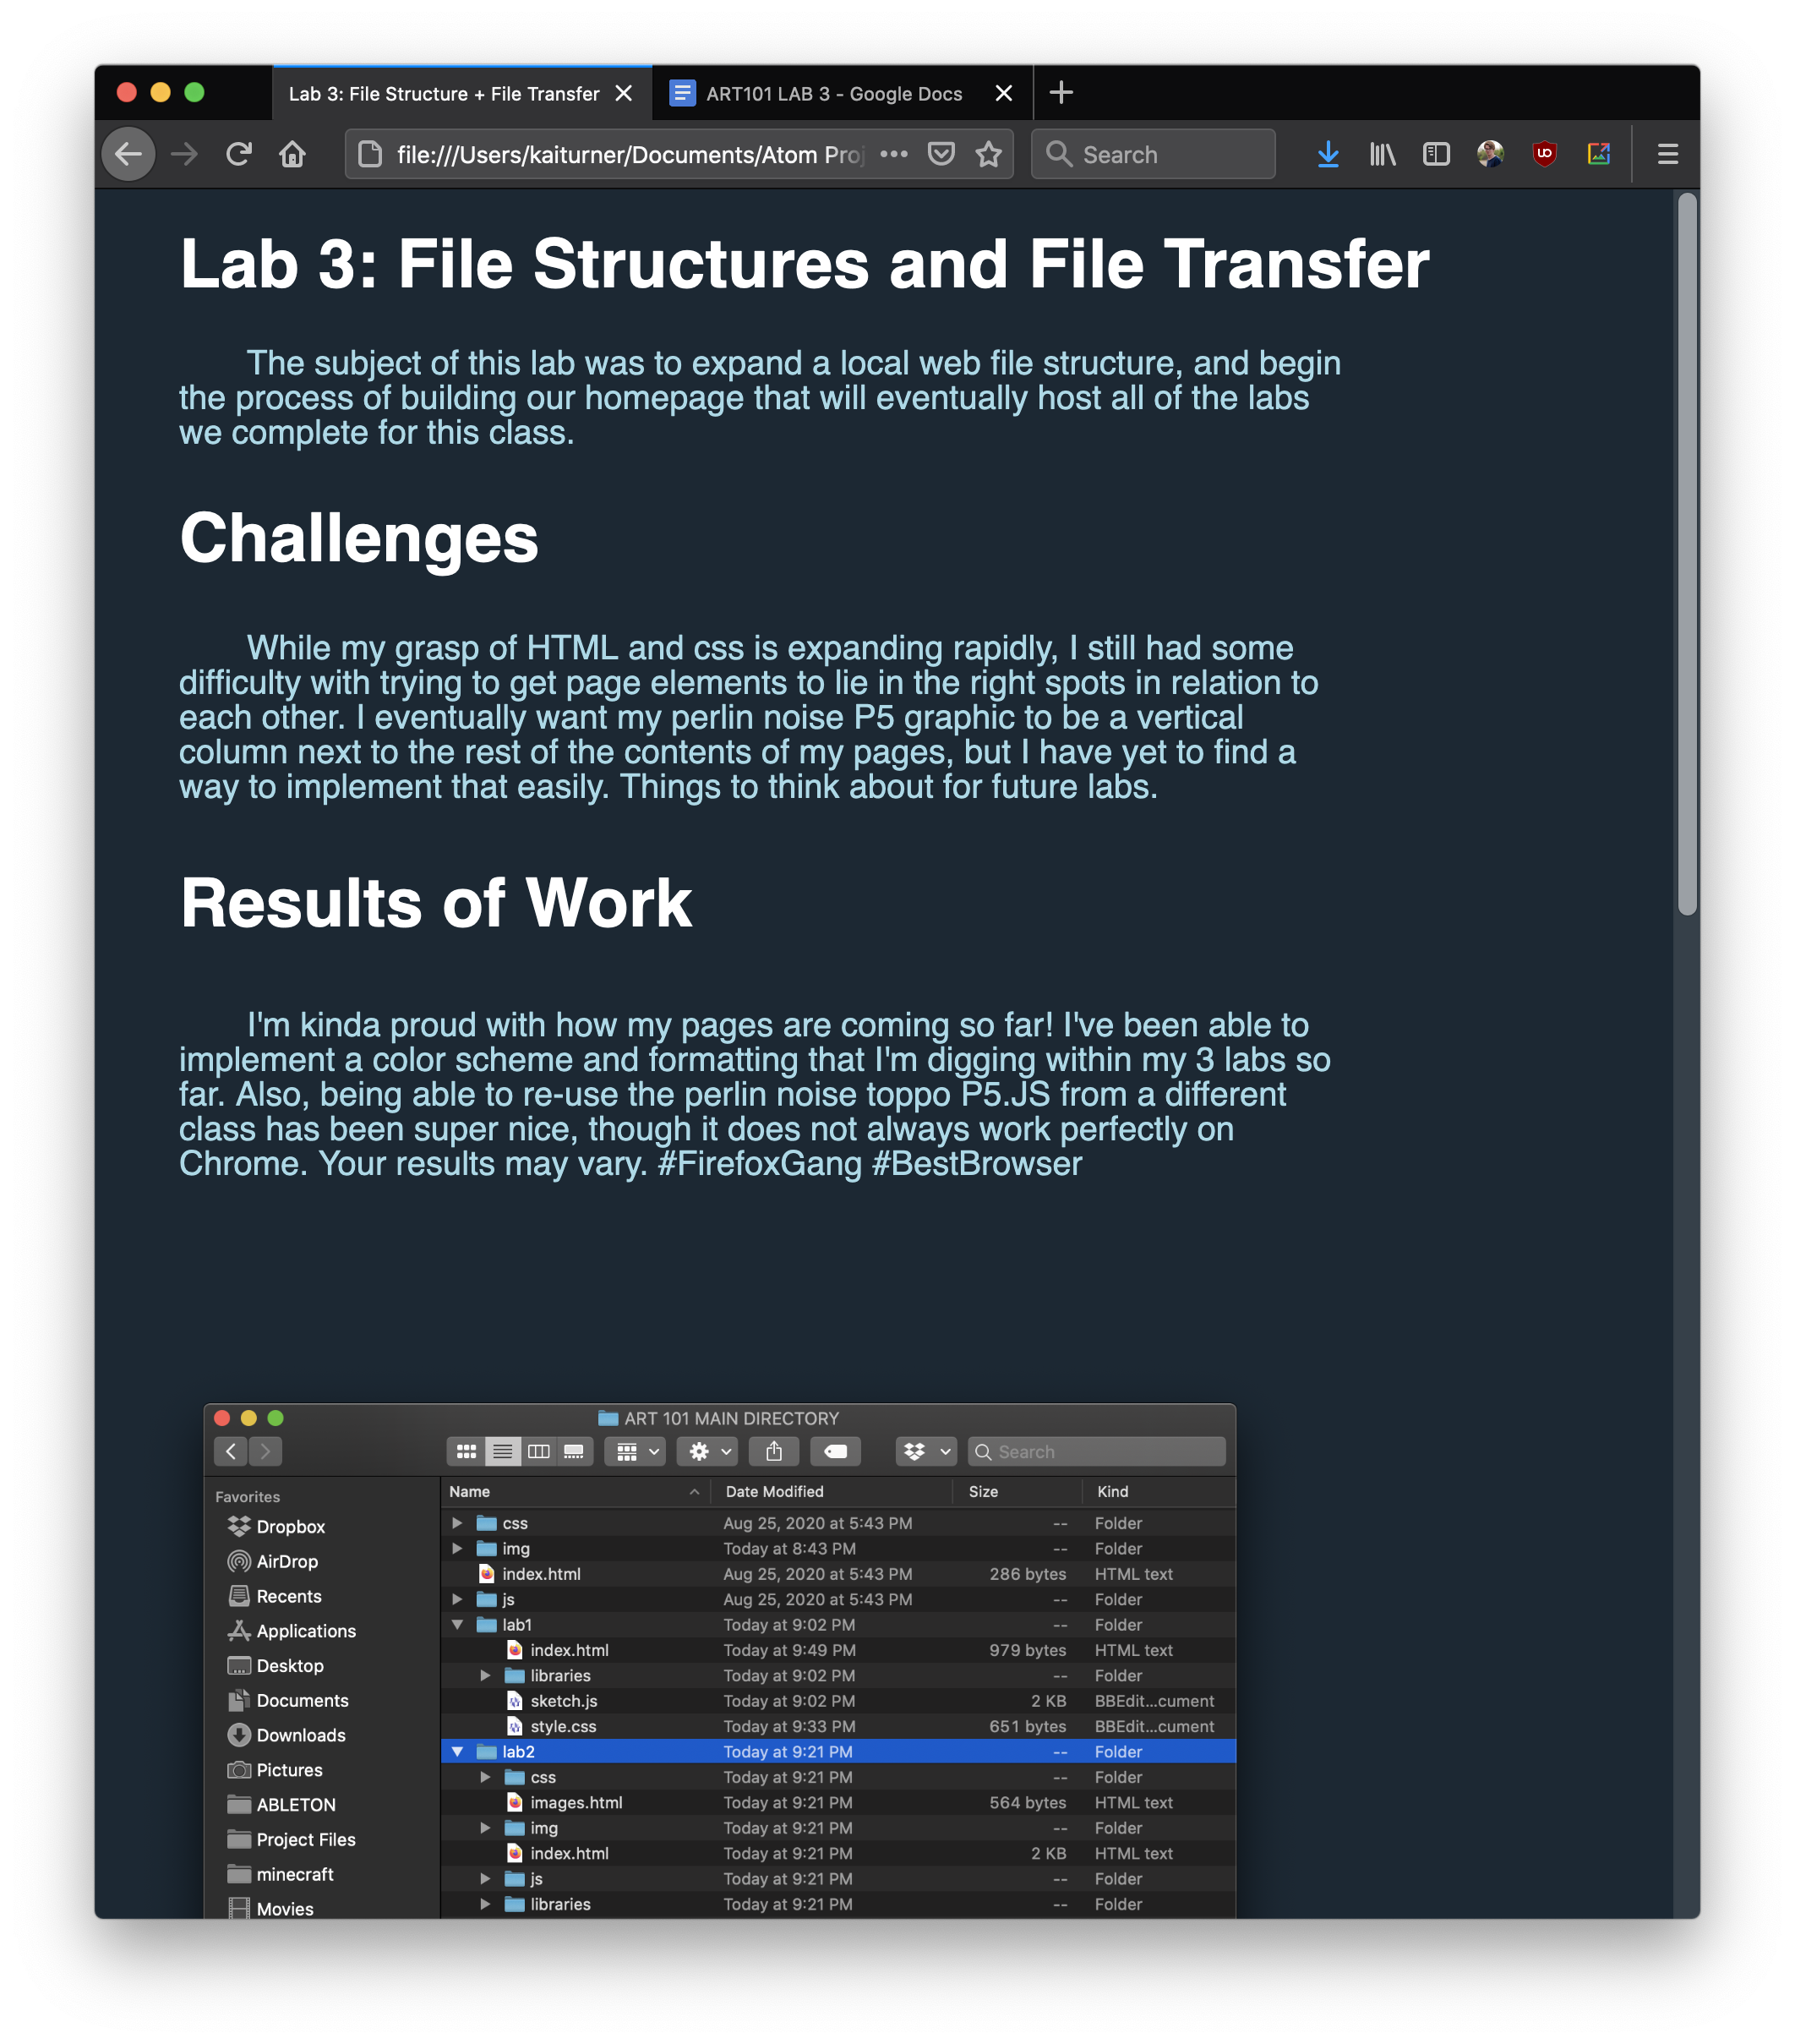 Lab 3: File Structure + File Transfer
ART101 LAB 3 - Google Docs
file:///Users/kaiturner/Documents/Atom Proj
Search
Lab 3: File Structures and File Transfer
The subject of this lab was to expand a local web file structure, and begin
the process of building our homepage that will eventually host all of the labs
we complete for this class.
Challenges
While my grasp of HTML and css is expanding rapidly, I still had some
difficulty with trying to get page elements to lie in the right spots in relation to
each other. I eventually want my perlin noise P5 graphic to be a vertical
column next to the rest of the contents of my pages, but I have yet to find a
way to implement that easily. Things to think about for future labs.
Results of Work
I'm kinda proud with how my pages are coming so far! I've been able to
implement a color scheme and formatting that I'm digging within my 3 labs so
far. Also, being able to re-use the perlin noise toppo P5.JS from a different
class has been super nice, though it does not always work perfectly on
Chrome. Your results may vary. #FirefoxGang #BestBrowser
ART 101 MAIN DIRECTORY
Search
Favorites
Dropbox
AirDrop
Recents
Applications
Desktop
Documents
Downloads
Pictures
ABLETON
Project Files
minecraft
Movies
Name Date Modified Size Kind
css Aug 25, 2020 at 5:43 PM -- Folder
img Today at 8:43 PM -- Folder
index.html Aug 25, 2020 at 5:43 PM 286 bytes HTML text
js Aug 25, 2020 at 5:43 PM -- Folder
lab1 Today at 9:02 PM -- Folder
index.html Today at 9:49 PM 979 bytes HTML text
libraries Today at 9:02 PM -- Folder
sketch.js Today at 9:02 PM 2 KB BBEdit...cument
style.css Today at 9:33 PM 651 bytes BBEdit...cument
lab2 Today at 9:21 PM -- Folder
css Today at 9:21 PM -- Folder
images.html Today at 9:21 PM 564 bytes HTML text
img Today at 9:21 PM -- Folder
index.html Today at 9:21 PM 2 KB HTML text
js Today at 9:21 PM -- Folder
libraries Today at 9:21 PM -- Folder